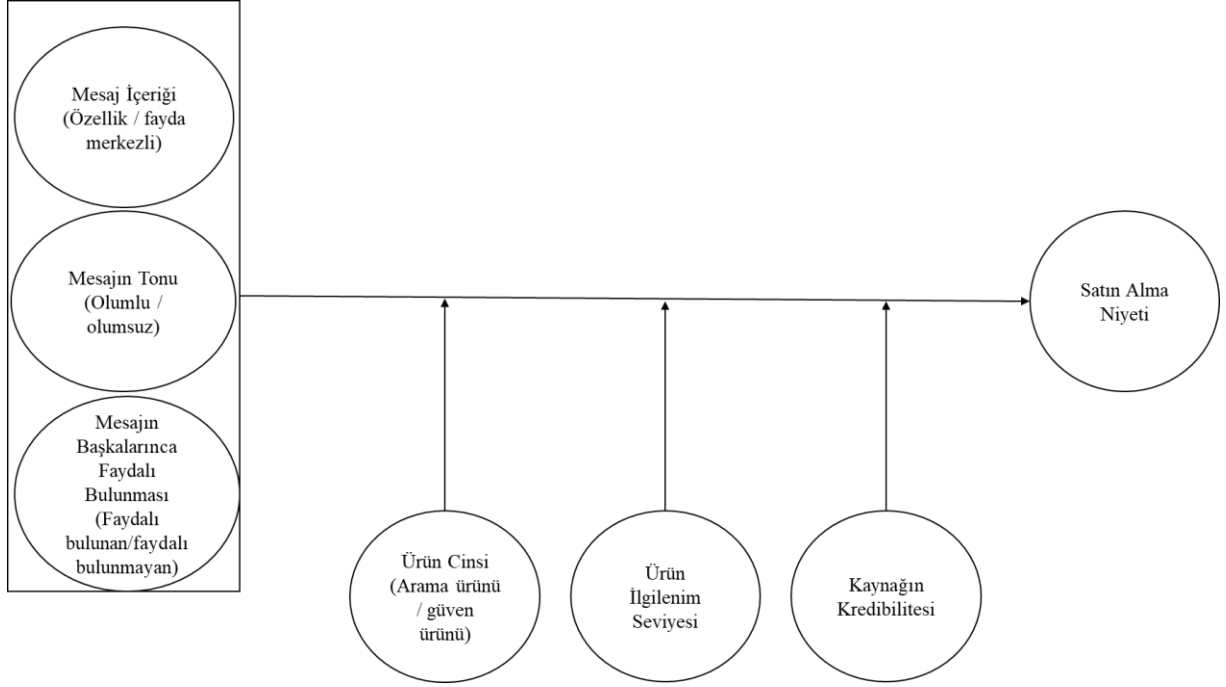 Mesaj İçeriği
(Özellik / fayda
merkezli)
Mesajın Tonu
(Olumlu /
olumsuz)
Mesajın
Başkalarınca
Faydalı
Bulunması
(Faydalı
bulunan/faydalı
bulunmayan)
Satın Alma
Niyeti
Ürün Cinsi
(Arama ürünü
/ güven
ürünü)
Ürün
İlgilenim
Seviyesi
Kaynağın
Kredibilitesi